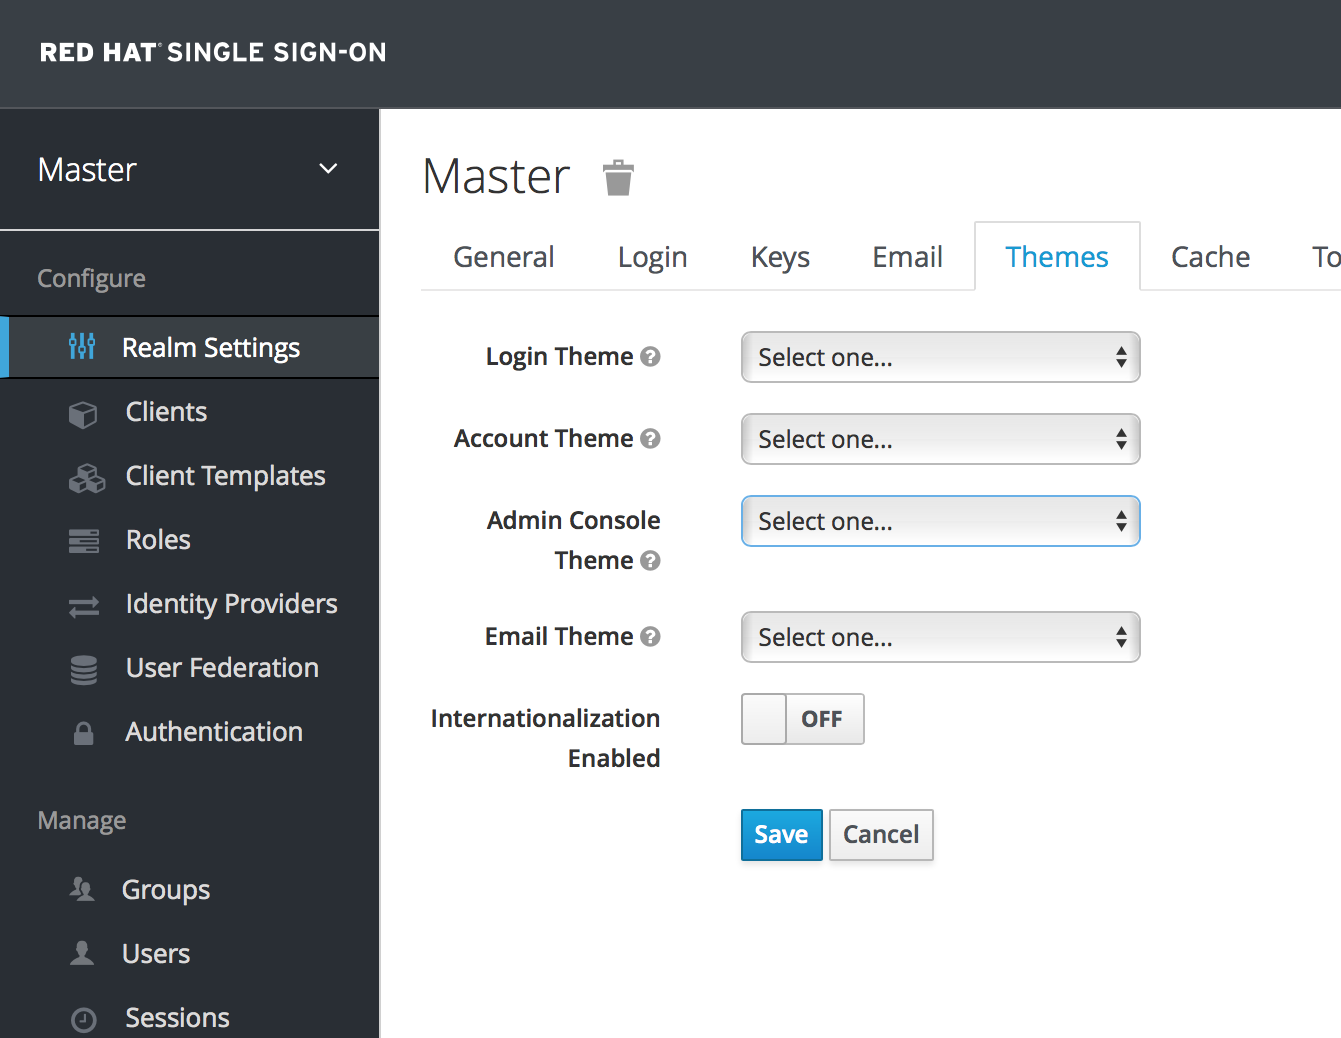 RED HAT® SINGLE SIGN-ON
Master
Configure
Realm Settings
Clients
Client Templates
Roles
Identity Providers
User Federation
Authentication
Manage
Groups
Users
Sessions
Master
General Login Keys Email Themes Cache To
Login Theme ? Select one...
Account Theme ? Select one...
Admin Console Select one...
Theme ?
Email Theme ? Select one...
Internationalization OFF
Enabled
Save Cancel